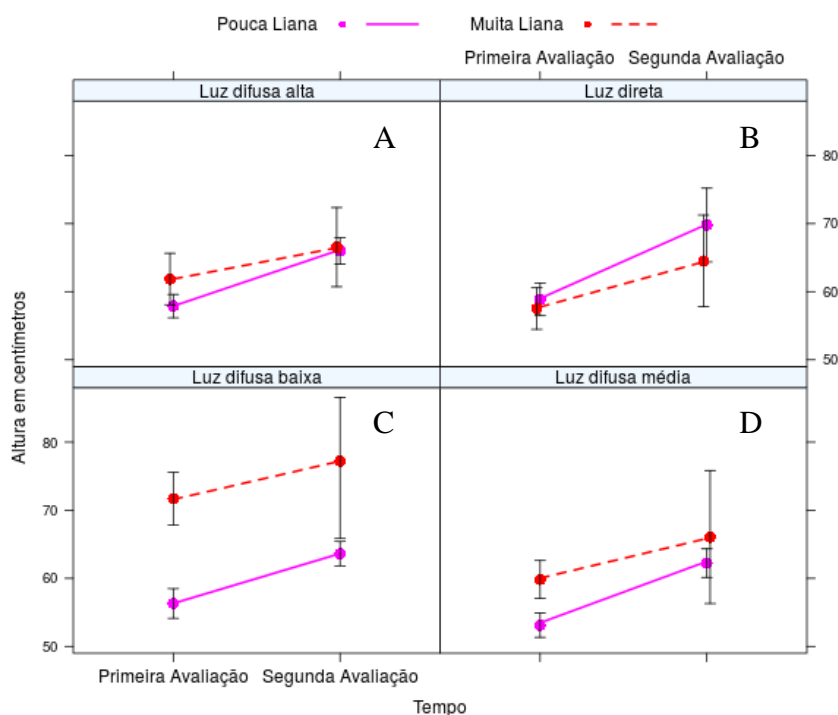 Pouca Liana Muita Liana
Primeira Avaliação Segunda Avaliação
Luz difusa alta Luz direta
A B
80
70
60
50
Luz difusa baixa Luz difusa média
C D
80
70
60
50
Altura em centímetros
Primeira Avaliação Segunda Avaliação
Tempo